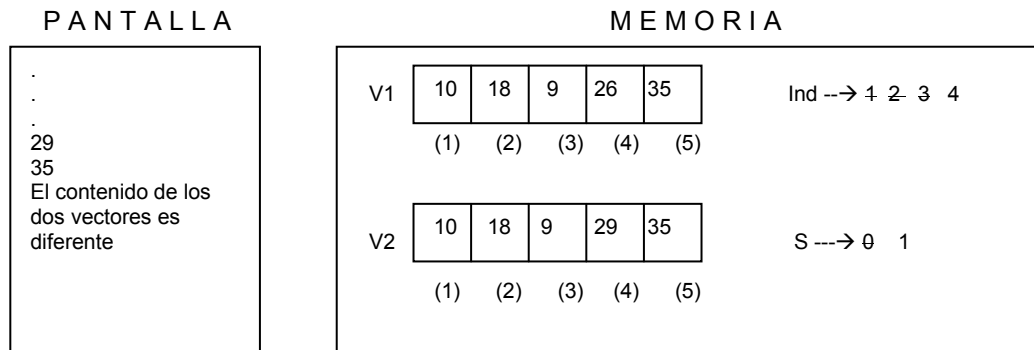 P A N T A L L A
M E M O R I A
.
.
.
29
35
El contenido de los
dos vectores es
diferente
V1 10 18 9 26 35 Ind --→ 1 2 3 4
(1) (2) (3) (4) (5)
V2 10 18 9 29 35 S ---→ 0 1
(1) (2) (3) (4) (5)